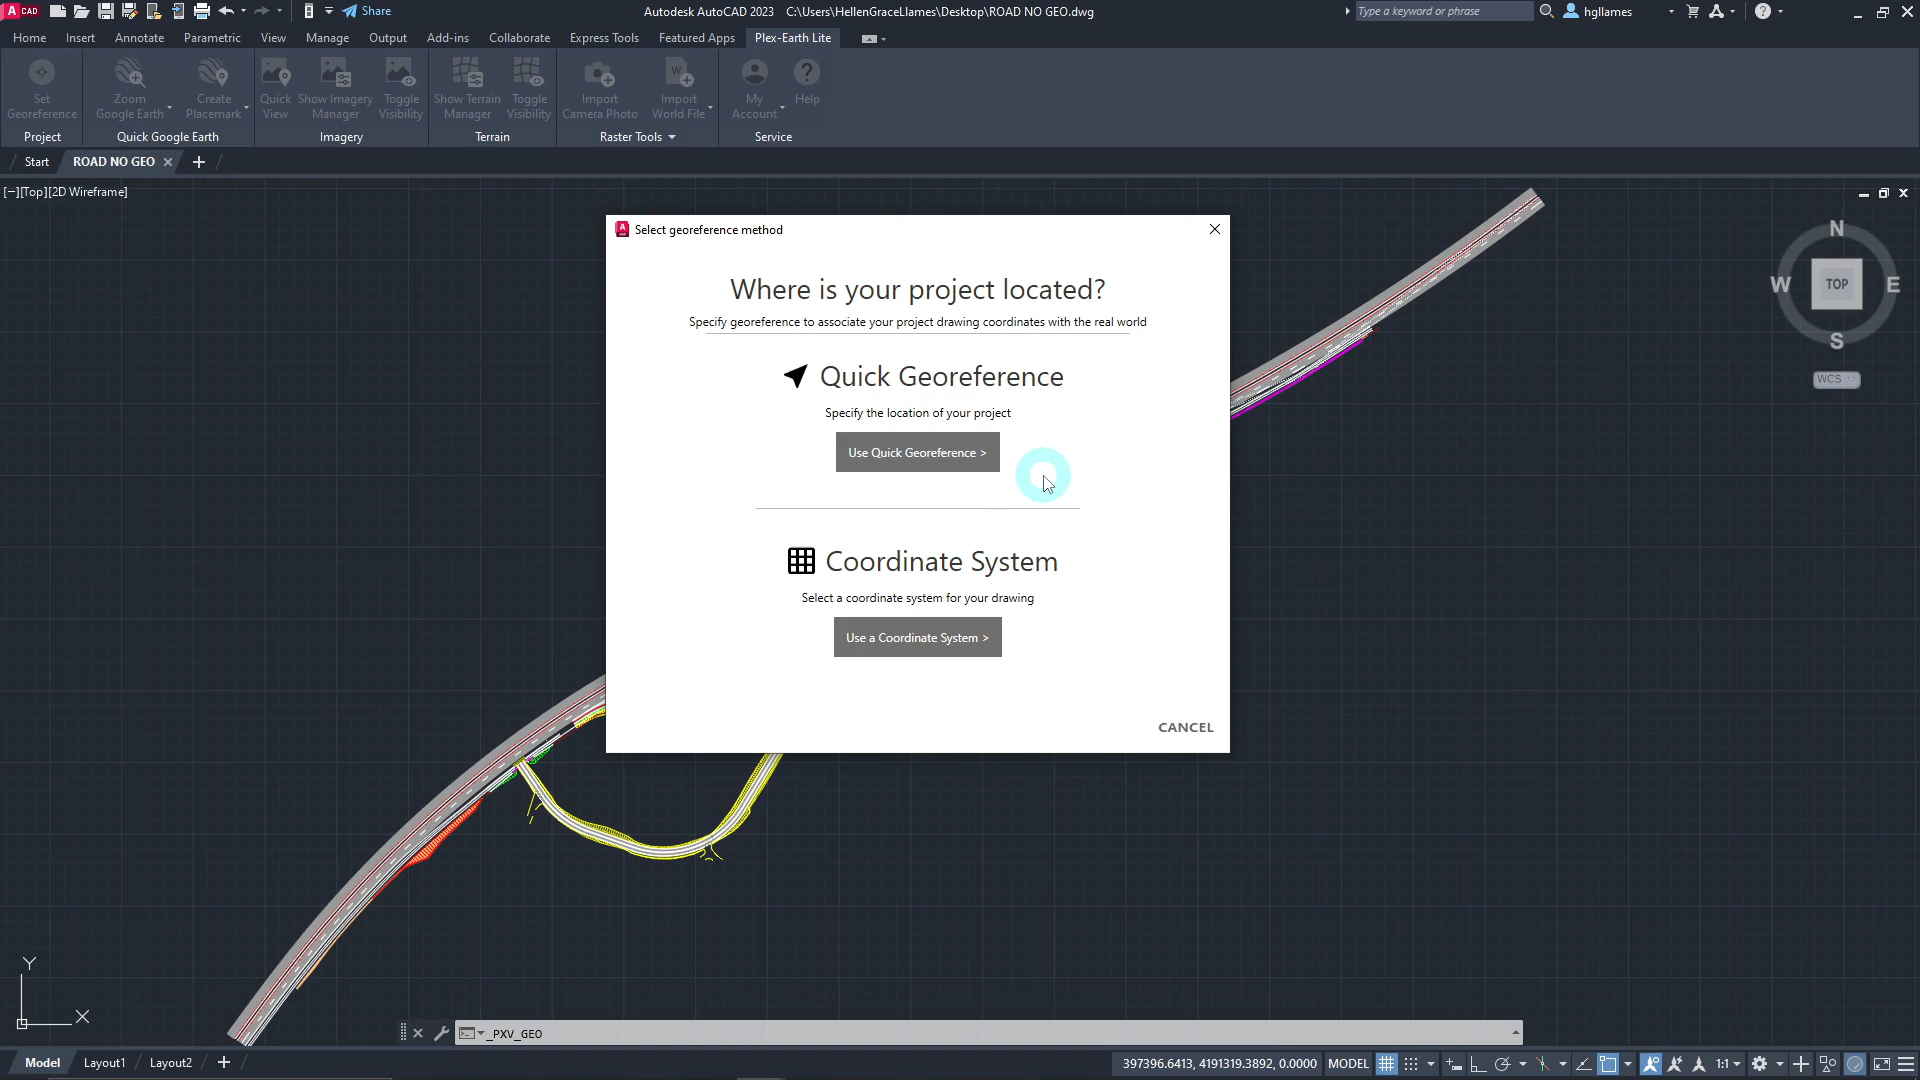 A CAD Share Autodesk AutoCAD 2023 C:\Users\HellenGraceLlames\Desktop\ROAD NO GEO.dwg Type a keyword or phrase hgllames
Home Insert Annotate Parametric View Manage Output Add-ins Collaborate Express Tools Featured Apps Plex-Earth Lite
Set Georeference
Zoom Google Earth
Create Placemark
Quick View
Show Imagery Manager
Toggle Visibility
Show Terrain Manager
Toggle Visibility
Import Camera Photo
Import World File
My Account
Help
Project Quick Google Earth Imagery Terrain Raster Tools Service
Start ROAD NO GEO
[−][Top][2D Wireframe]
N
W TOP E
S
WCS
Select georeference method
Where is your project located?
Specify georeference to associate your project drawing coordinates with the real world
Quick Georeference
Specify the location of your project
Use Quick Georeference >
Coordinate System
Select a coordinate system for your drawing
Use a Coordinate System >
CANCEL
Y
X
_PXV_GEO
Model Layout1 Layout2 397396.6413, 4191319.3892, 0.0000 MODEL 1:1